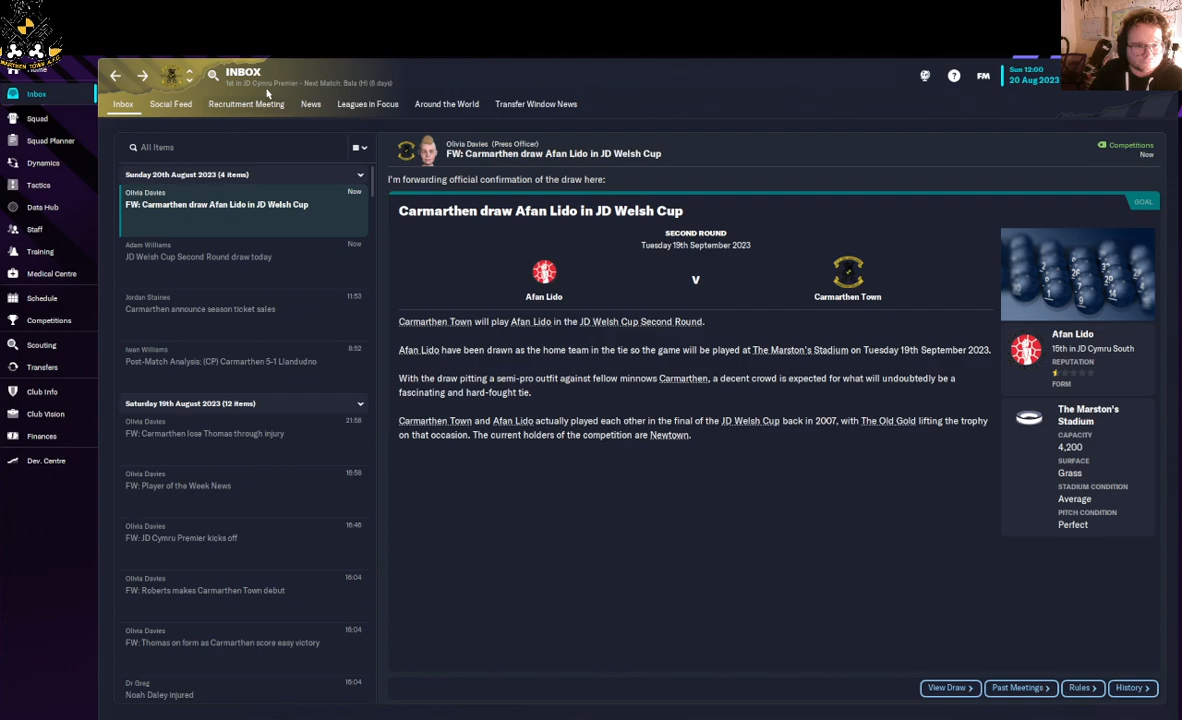 Home
INBOX
1st in JD Cymru Premier - Next Match: Bala (H) (6 days)
FM
Sun 12:00
20 Aug 2023
Inbox
Social Feed
Recruitment Meeting
News
Leagues in Focus
Around the World
Transfer Window News
Inbox
Squad
Squad Planner
Dynamics
Tactics
Data Hub
Staff
Training
Medical Centre
Schedule
Competitions
Scouting
Transfers
Club Info
Club Vision
Finances
Dev. Centre
All Items
Sunday 20th August 2023 (4 items)
Olivia Davies Now
FW: Carmarthen draw Afan Lido in JD Welsh Cup
Adam Williams Now
JD Welsh Cup Second Round draw today
Jordan Staines 11:53
Carmarthen announce season ticket sales
Iwan Williams 8:52
Post-Match Analysis: (CP) Carmarthen 5-1 Llandudno
Saturday 19th August 2023 (12 items)
Olivia Davies 21:58
FW: Carmarthen lose Thomas through injury
Olivia Davies 16:58
FW: Player of the Week News
Olivia Davies 16:46
FW: JD Cymru Premier kicks off
Olivia Davies 16:04
FW: Roberts makes Carmarthen Town debut
Olivia Davies 16:04
FW: Thomas on form as Carmarthen score easy victory
Dr Greg 16:04
Noah Daley injured
Olivia Davies (Press Officer)
FW: Carmarthen draw Afan Lido in JD Welsh Cup
Competitions
Now
I'm forwarding official confirmation of the draw here:
GOAL
Carmarthen draw Afan Lido in JD Welsh Cup
SECOND ROUND
Tuesday 19th September 2023
v
Afan Lido
Carmarthen Town
Carmarthen Town will play Afan Lido in the JD Welsh Cup Second Round.
Afan Lido have been drawn as the home team in the tie so the game will be played at The Marston's Stadium on Tuesday 19th September 2023.
With the draw pitting a semi-pro outfit against fellow minnows Carmarthen, a decent crowd is expected for what will undoubtedly be a
fascinating and hard-fought tie.
Carmarthen Town and Afan Lido actually played each other in the final of the JD Welsh Cup back in 2007, with The Old Gold lifting the trophy
on that occasion. The current holders of the competition are Newtown.
Afan Lido
15th in JD Cymru South
REPUTATION
FORM
The Marston's
Stadium
CAPACITY
4,200
SURFACE
Grass
STADIUM CONDITION
Average
PITCH CONDITION
Perfect
View Draw
Past Meetings
Rules
History